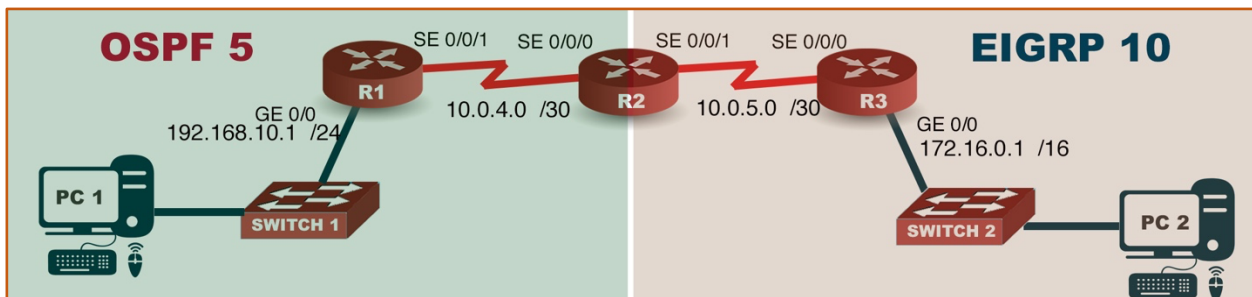 OSPF 5
EIGRP 10
SE 0/0/1
SE 0/0/0
SE 0/0/1
SE 0/0/0
R1
R2
R3
10.0.4.0 /30
10.0.5.0 /30
GE 0/0
192.168.10.1 /24
GE 0/0
172.16.0.1 /16
PC 1
SWITCH 1
SWITCH 2
PC 2